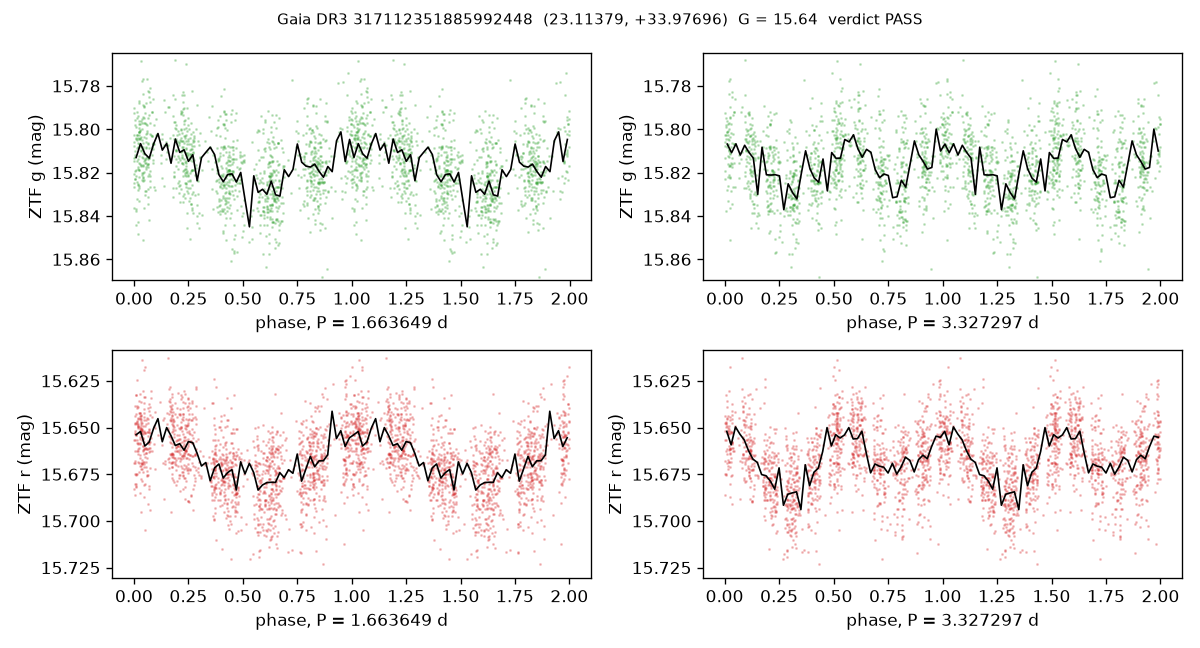 Gaia DR3 317112351885992448  (23.11379, +33.97696)  G = 15.64  verdict PASS
ZTF g (mag)
15.78
15.80
15.82
15.84
15.86
0.00 0.25 0.50 0.75 1.00 1.25 1.50 1.75 2.00
phase, P = 1.663649 d
ZTF g (mag)
15.78
15.80
15.82
15.84
15.86
0.00 0.25 0.50 0.75 1.00 1.25 1.50 1.75 2.00
phase, P = 3.327297 d
ZTF r (mag)
15.625
15.650
15.675
15.700
15.725
0.00 0.25 0.50 0.75 1.00 1.25 1.50 1.75 2.00
phase, P = 1.663649 d
ZTF r (mag)
15.625
15.650
15.675
15.700
15.725
0.00 0.25 0.50 0.75 1.00 1.25 1.50 1.75 2.00
phase, P = 3.327297 d